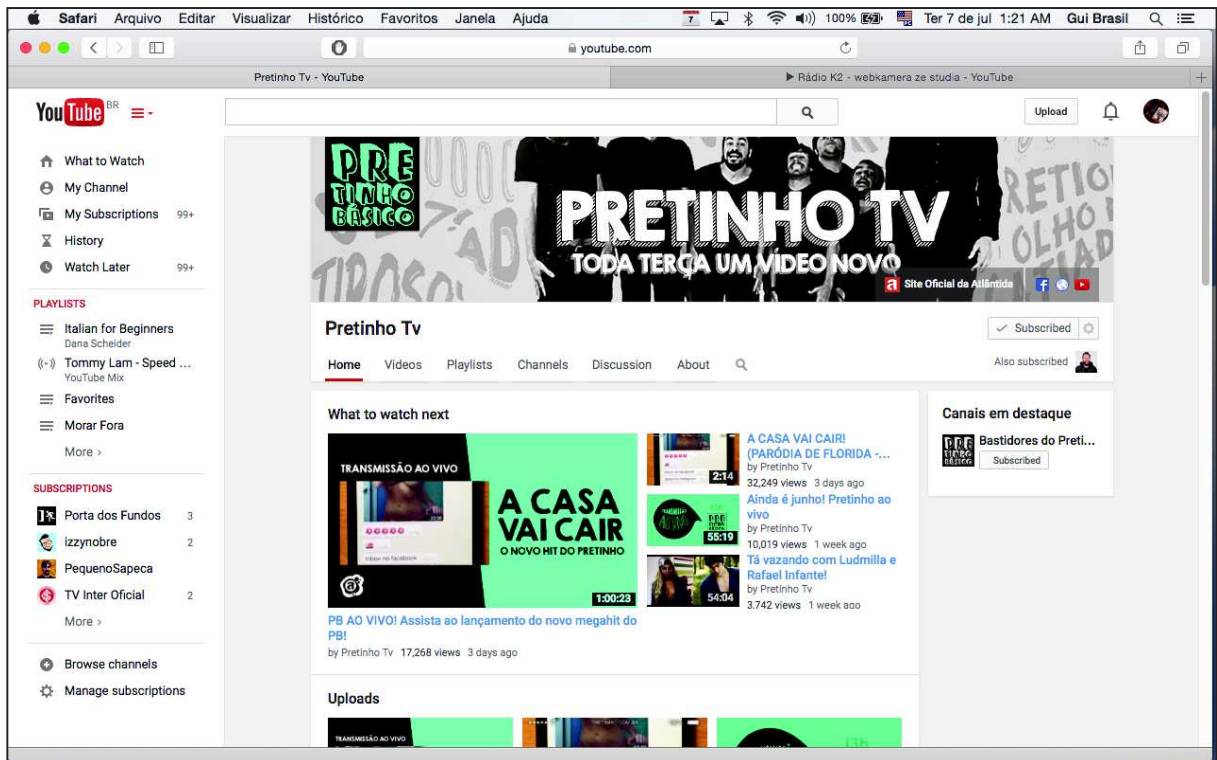 Safari Arquivo Editar Visualizar Histórico Favoritos Janela Ajuda 7 100% Ter 7 de jul 1:21 AM Gui Brasil
youtube.com
Pretinho Tv - YouTube
Rádio K2 - webkamera ze studia - YouTube
YouTube BR
Upload
What to Watch
My Channel
My Subscriptions 99+
History
Watch Later 99+
PLAYLISTS
Italian for Beginners
Dana Scheider
Tommy Lam - Speed ...
YouTube Mix
Favorites
Morar Fora
More ›
SUBSCRIPTIONS
Porta dos Fundos 3
izzynobre 2
PequenoSapeca
TV Inter Oficial 2
More ›
Browse channels
Manage subscriptions
PRE
TINHO
BÁSICO
PRETINHO TV
TODA TERÇA UM VÍDEO NOVO
a Site Oficial da Atlântida
Pretinho Tv
Subscribed
Home Videos Playlists Channels Discussion About
Also subscribed
What to watch next
TRANSMISSÃO AO VIVO
A CASA
VAI CAIR
O NOVO HIT DO PRETINHO
inbox no facebook
1:00:23
PB AO VIVO! Assista ao lançamento do novo megahit do
PB!
by Pretinho Tv 17,268 views 3 days ago
2:14
A CASA VAI CAIR!
(PARÓDIA DE FLORIDA -...
by Pretinho Tv
32,249 views 3 days ago
55:19
Ainda é junho! Pretinho ao
vivo
by Pretinho Tv
10,019 views 1 week ago
54:04
Tá vazando com Ludmilla e
Rafael Infante!
by Pretinho Tv
3,742 views 1 week ago
Canais em destaque
Bastidores do Preti...
Subscribed
Uploads
TRANSMISSÃO AO VIVO
13h